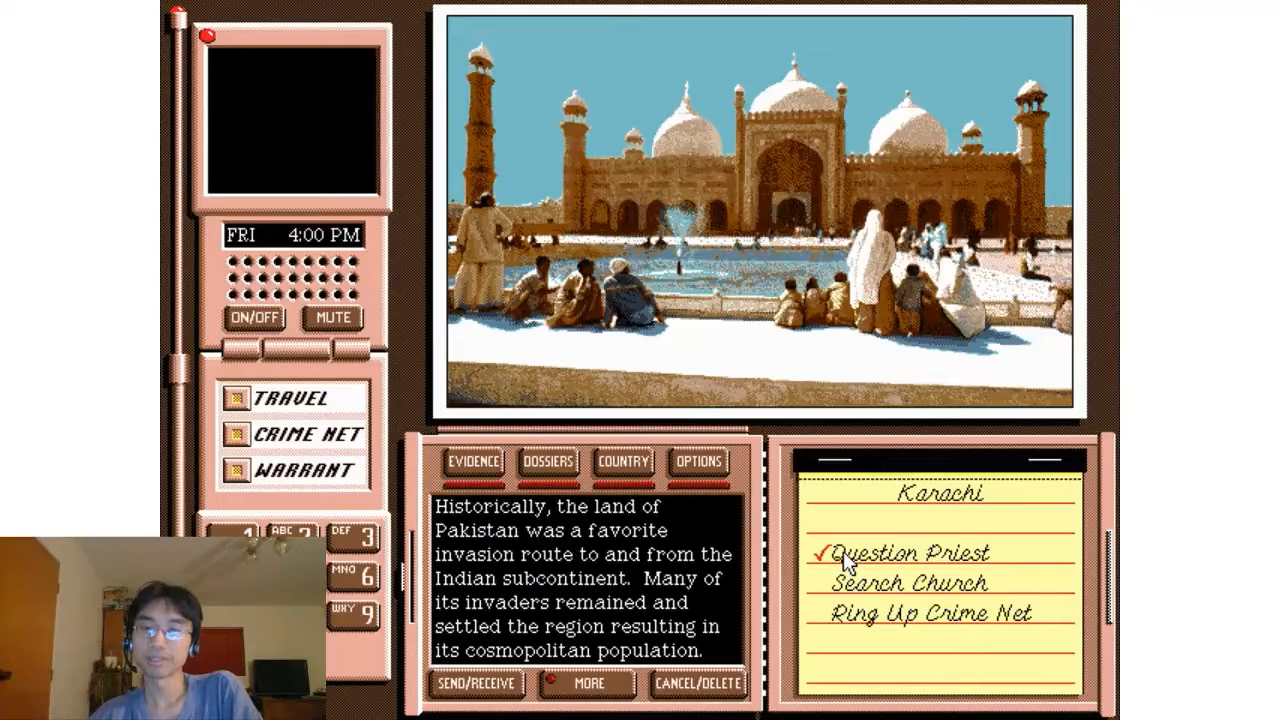 FRI 4:00 PM
ON/OFF MUTE
TRAVEL
CRIME NET
WARRANT
1 ABC 2 DEF 3
MNO 6
WXY 9
EVIDENCE DOSSIERS COUNTRY OPTIONS
Historically, the land of
Pakistan was a favorite
invasion route to and from the
Indian subcontinent. Many of
its invaders remained and
settled the region resulting in
its cosmopolitan population.
SEND/RECEIVE MORE CANCEL/DELETE
Karachi
Question Priest
Search Church
Ring Up Crime Net